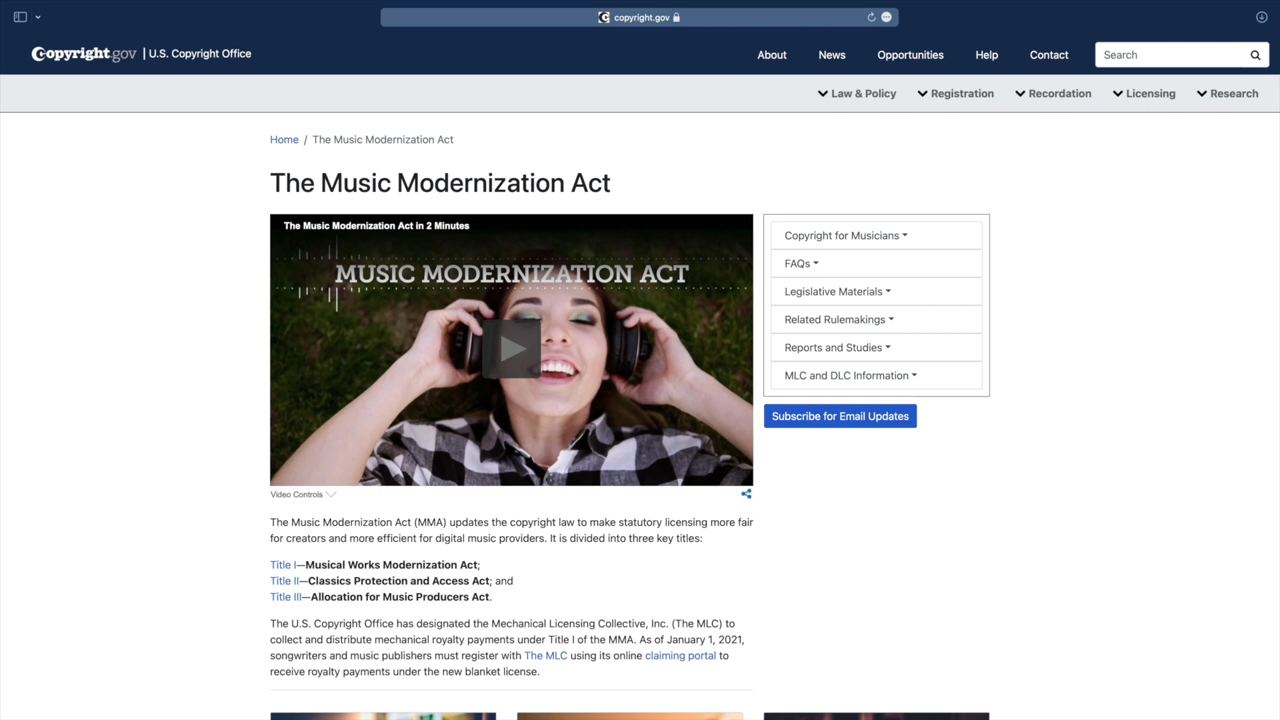 copyright.gov
Copyright.gov | U.S. Copyright Office
About News Opportunities Help Contact Search
Law & Policy Registration Recordation Licensing Research
Home / The Music Modernization Act
The Music Modernization Act
The Music Modernization Act in 2 Minutes
MUSIC MODERNIZATION ACT
Video Controls
Copyright for Musicians
FAQs
Legislative Materials
Related Rulemakings
Reports and Studies
MLC and DLC Information
Subscribe for Email Updates
The Music Modernization Act (MMA) updates the copyright law to make statutory licensing more fair
for creators and more efficient for digital music providers. It is divided into three key titles:
Title I—Musical Works Modernization Act;
Title II—Classics Protection and Access Act; and
Title III—Allocation for Music Producers Act.
The U.S. Copyright Office has designated the Mechanical Licensing Collective, Inc. (The MLC) to
collect and distribute mechanical royalty payments under Title I of the MMA. As of January 1, 2021,
songwriters and music publishers must register with The MLC using its online claiming portal to
receive royalty payments under the new blanket license.